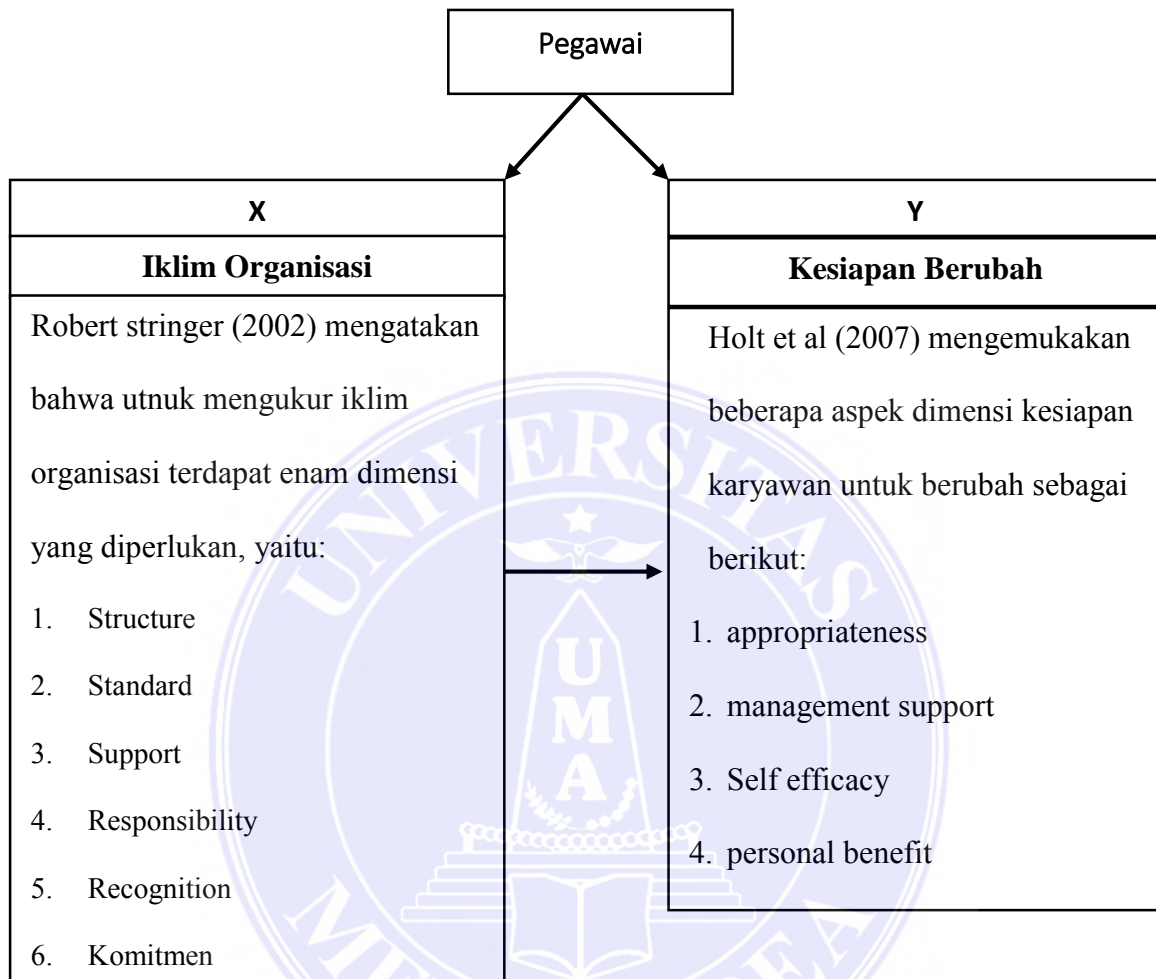 Pegawai
X
Iklim Organisasi
Robert stringer (2002) mengatakan
bahwa utnuk mengukur iklim
organisasi terdapat enam dimensi
yang diperlukan, yaitu:
1. Structure
2. Standard
3. Support
4. Responsibility
5. Recognition
6. Komitmen
Y
Kesiapan Berubah
Holt et al (2007) mengemukakan
beberapa aspek dimensi kesiapan
karyawan untuk berubah sebagai
berikut:
1. appropriateness
2. management support
3. Self efficacy
4. personal benefit
UNIVERSITAS
UMA